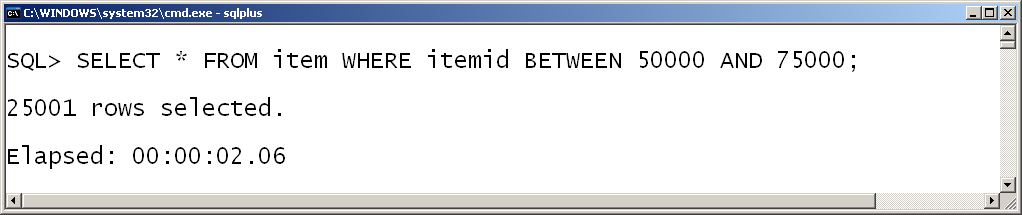 C:\WINDOWS\system32\cmd.exe - sqlplus
SQL> SELECT * FROM item WHERE itemid BETWEEN 50000 AND 75000;
25001 rows selected.
Elapsed: 00:00:02.06